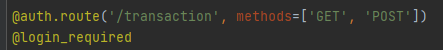 @auth.route('/transaction', methods=['GET', 'POST'])
@login_required